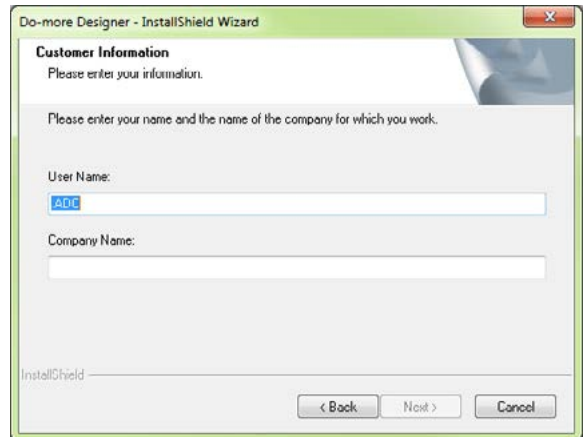 Do-more Designer - InstallShield Wizard
Customer Information
Please enter your information.
Please enter your name and the name of the company for which you work.
User Name:
ADC
Company Name:
InstallShield
< Back Next > Cancel